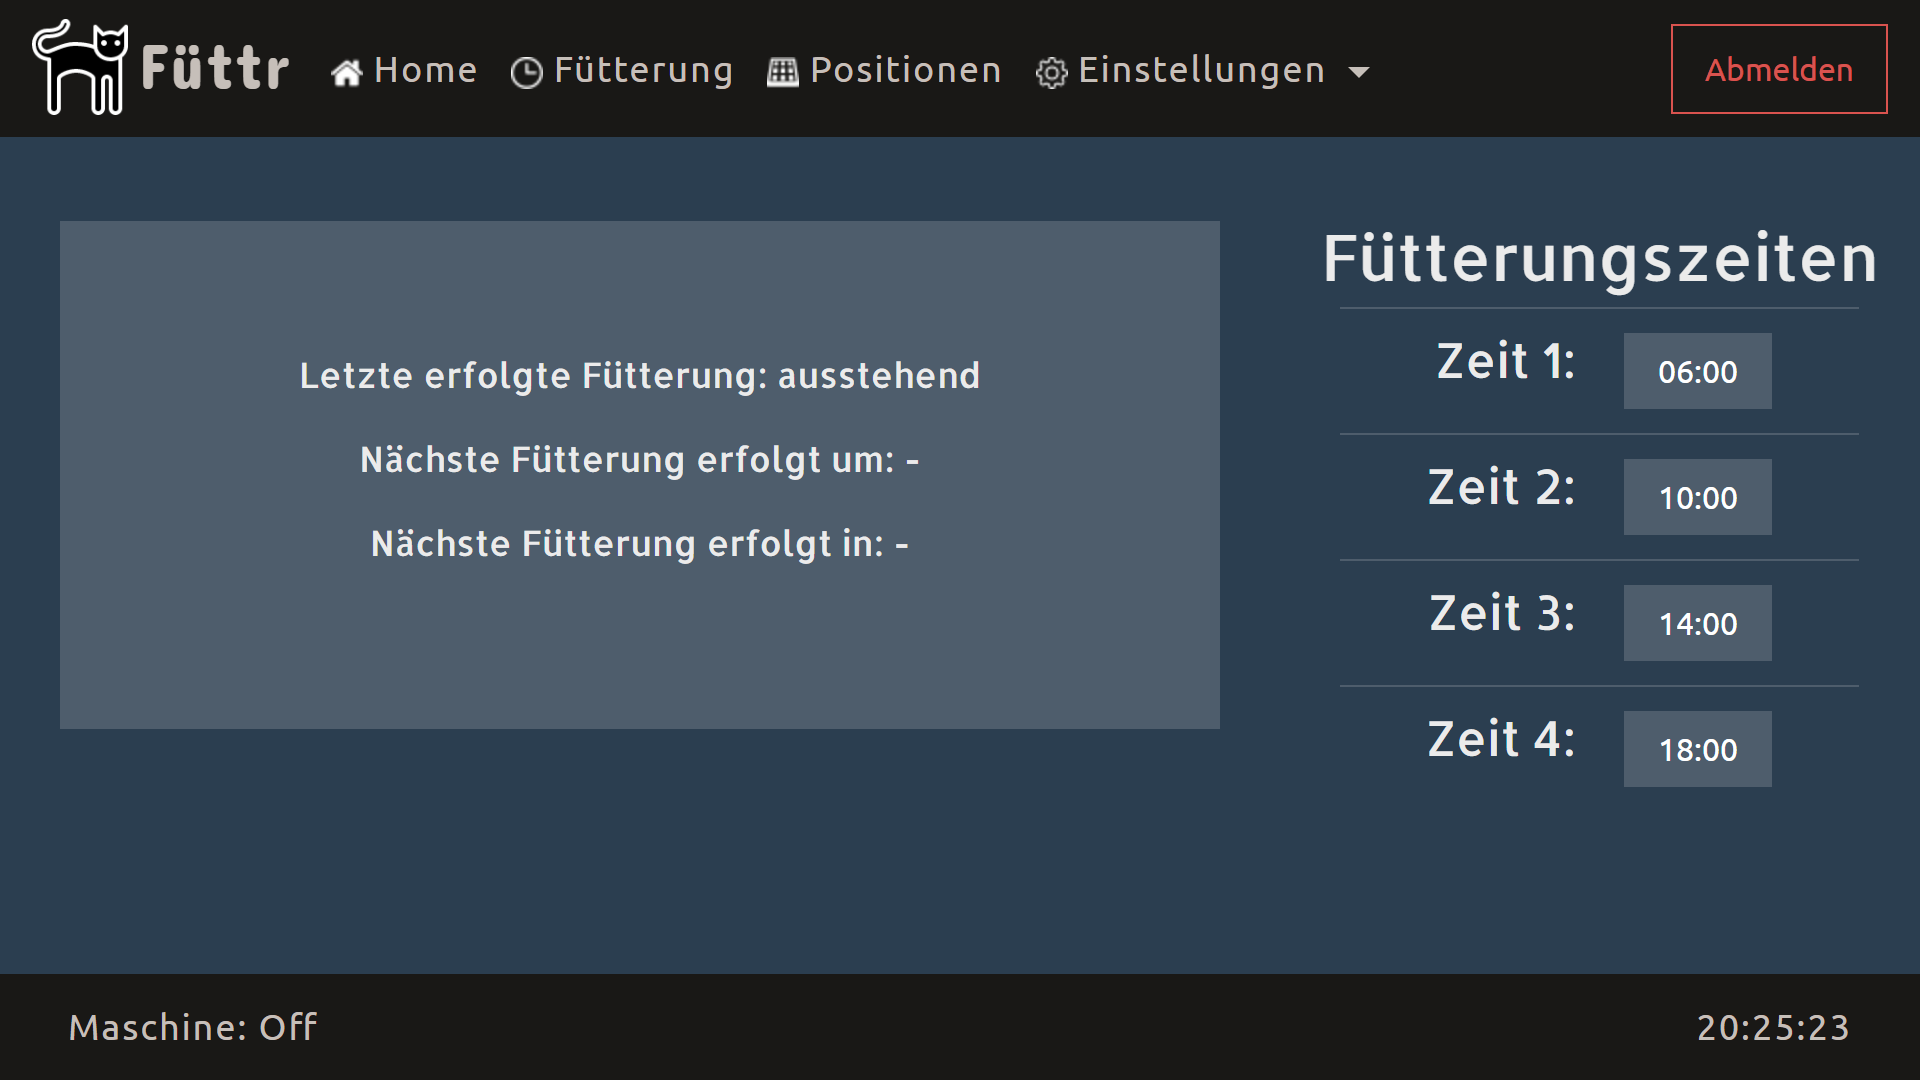 Füttr Home Fütterung Positionen Einstellungen Abmelden
Letzte erfolgte Fütterung: ausstehend
Nächste Fütterung erfolgt um: -
Nächste Fütterung erfolgt in: -
Fütterungszeiten
Zeit 1: 06:00
Zeit 2: 10:00
Zeit 3: 14:00
Zeit 4: 18:00
Maschine: Off 20:25:23